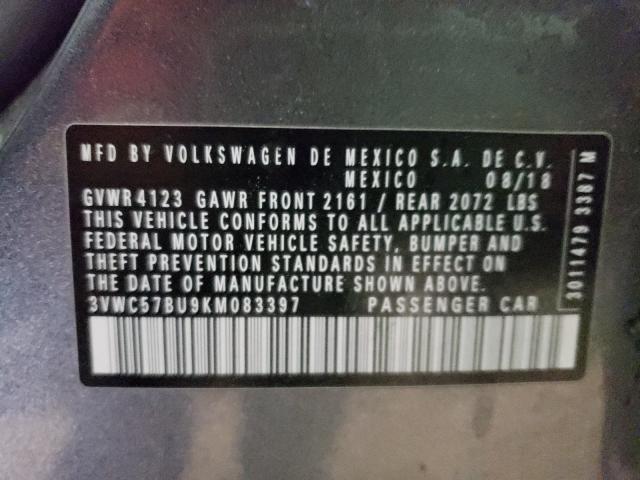 MFD BY VOLKSWAGEN DE MEXICO S.A. DE C.V.
MEXICO 08/18
GVWR 4123 GAWR FRONT 2161 / REAR 2072 LBS
THIS VEHICLE CONFORMS TO ALL APPLICABLE U.S.
FEDERAL MOTOR VEHICLE SAFETY, BUMPER AND
THEFT PREVENTION STANDARDS IN EFFECT ON
THE DATE OF MANUFACTURE SHOWN ABOVE.
3VWC57BU9KM083397 PASSENGER CAR
3011479 3387 M